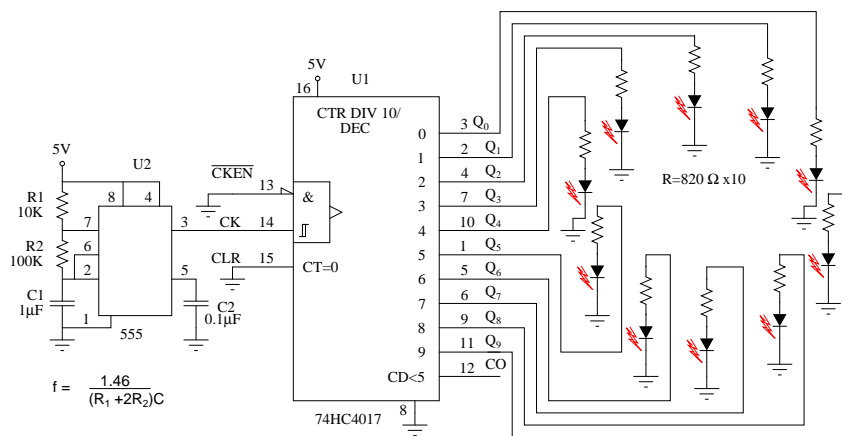 5V
U1
16
CTR DIV 10/
DEC
0
3
Q0
1
2
Q1
2
4
Q2
3
7
Q3
4
10
Q4
5
1
Q5
6
5
Q6
7
6
Q7
8
9
Q8
9
11
Q9
CD<5
12
C̅O̅
C̅K̅E̅N̅
13
&
CK
14
CLR
15
CT=0
8
74HC4017
5V
U2
8
4
R1
10K
7
3
R2
100K
6
2
5
C1
1µF
1
555
C2
0.1µF
R=820 Ω x10
f = 1.46
(R1 +2R2)C